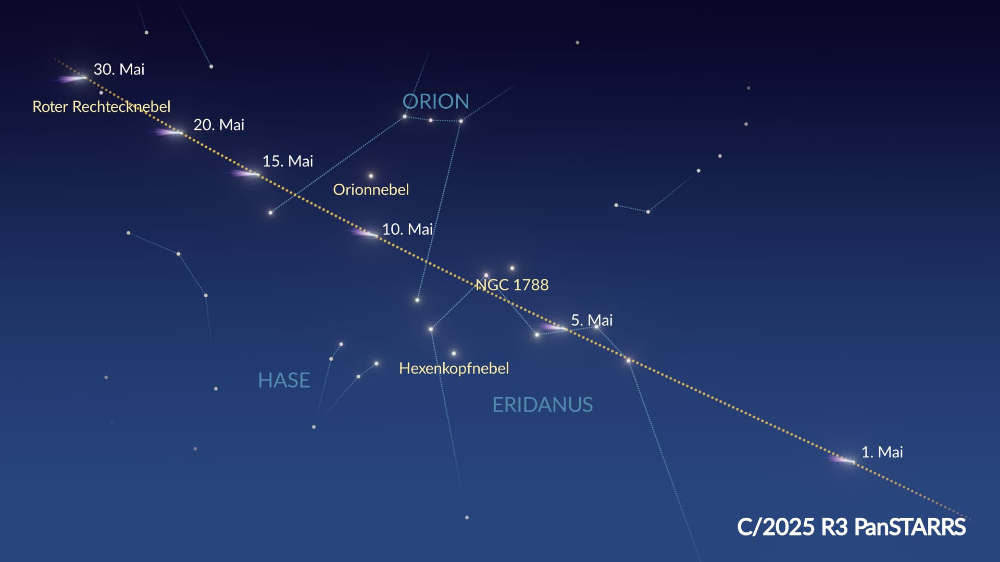 30. Mai
Roter Rechtecknebel
ORION
20. Mai
15. Mai
Orionnebel
10. Mai
NGC 1788
5. Mai
Hexenkopfnebel
HASE
ERIDANUS
1. Mai
C/2025 R3 PanSTARRS